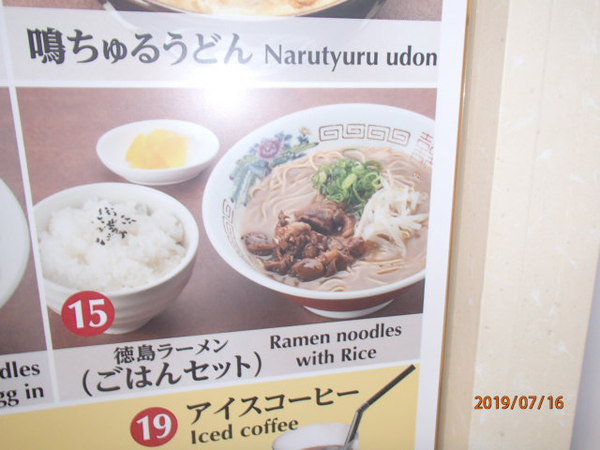 鳴ちゅるうどん Narutyuru udon
15
徳島ラーメン
(ごはんセット)
Ramen noodles
with Rice
dles
gg in
19 アイスコーヒー
Iced coffee
2019/07/16